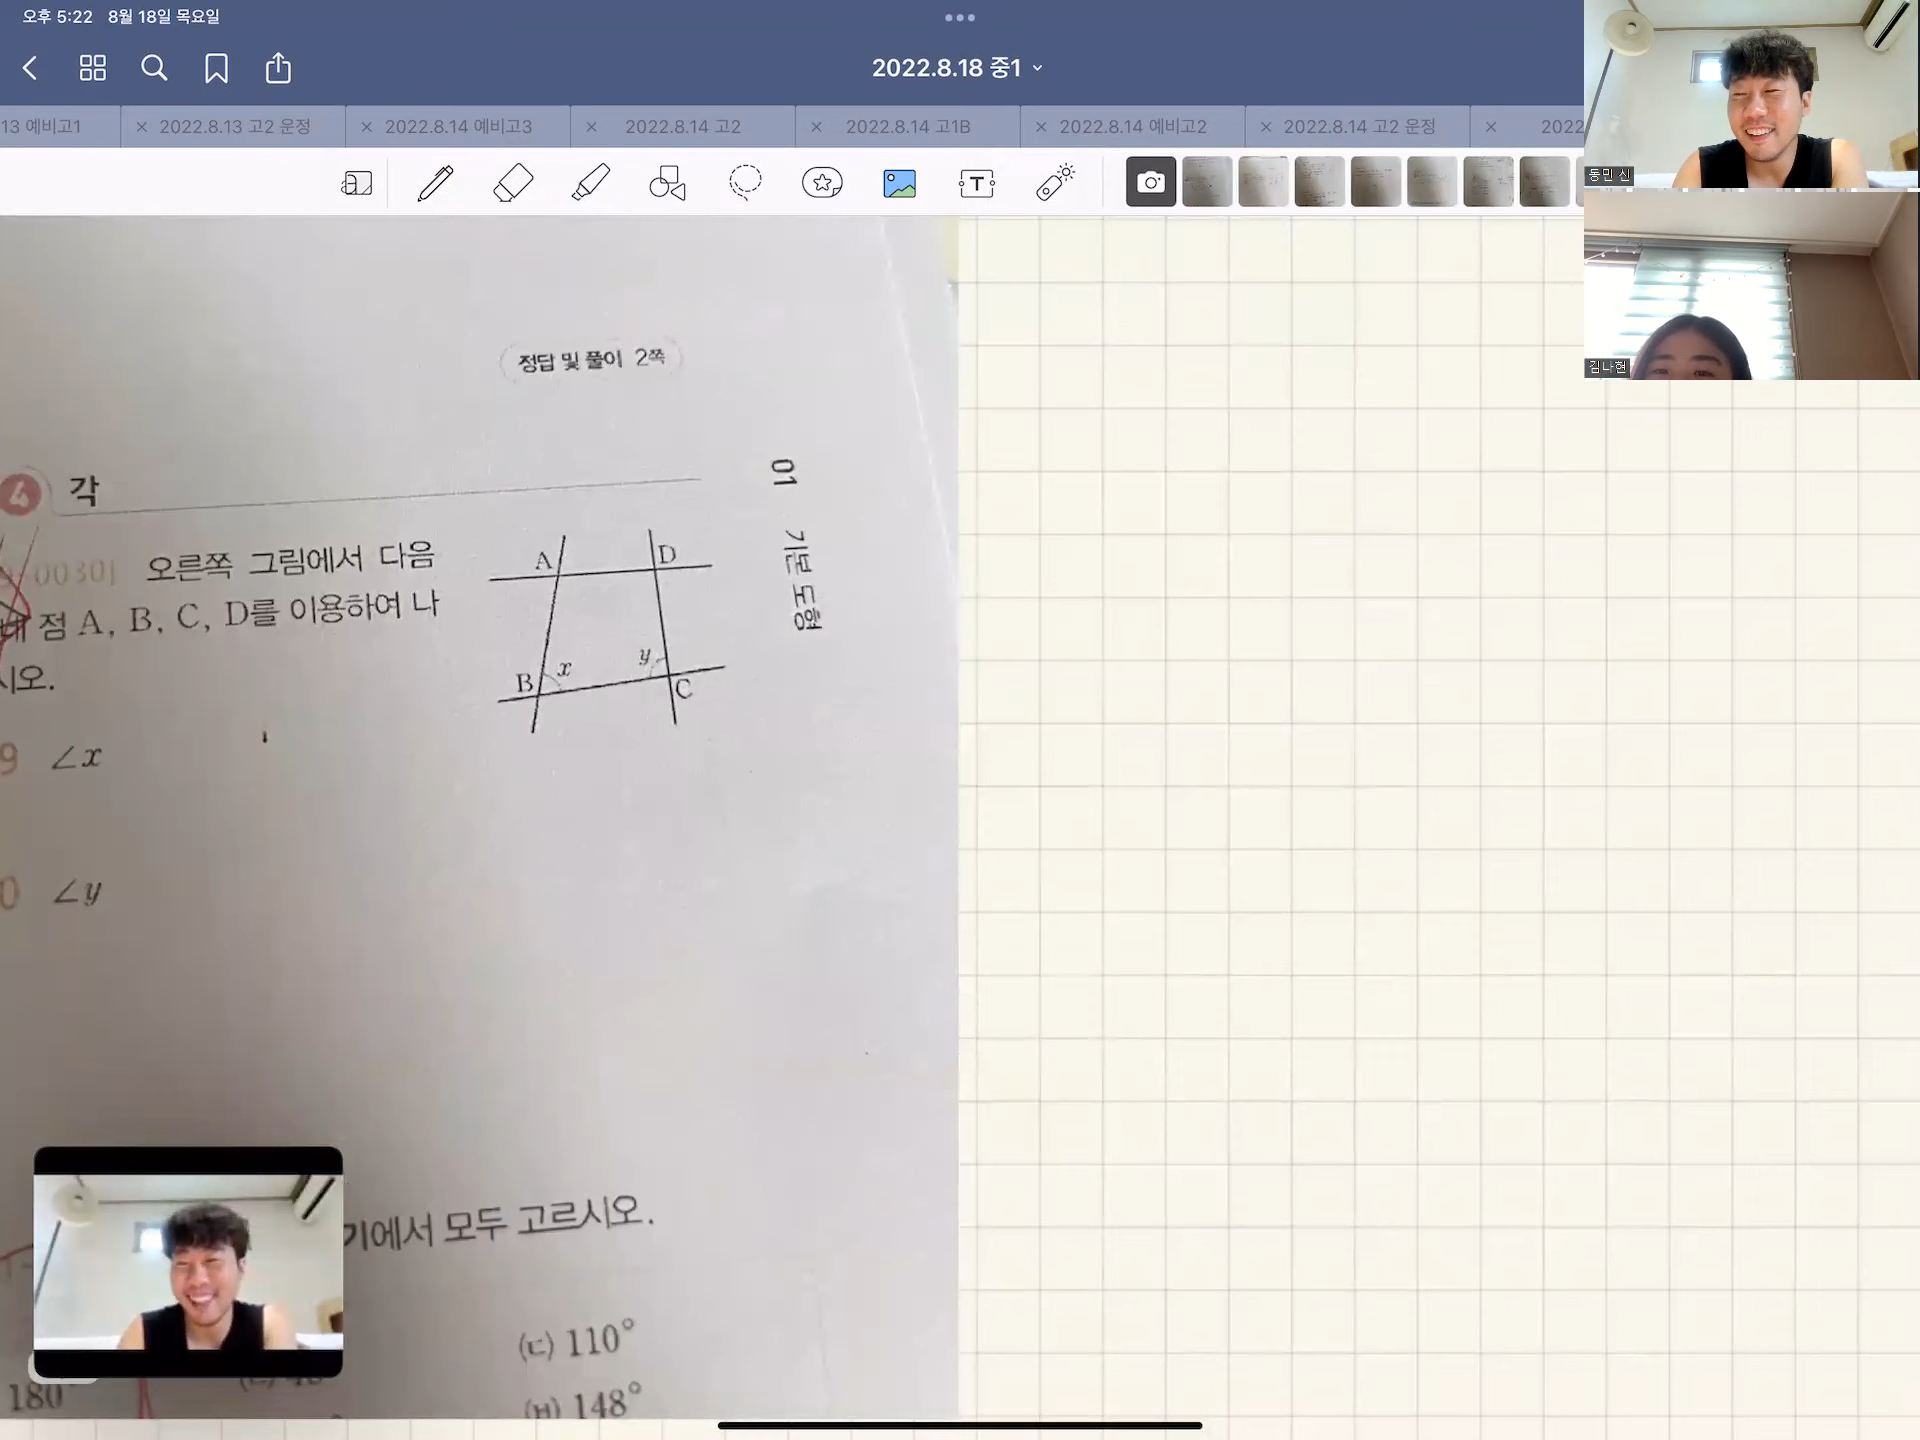 오후 5:22 8월 18일 목요일
2022.8.18 중1
13 예비고1
2022.8.13 고2 운정
2022.8.14 예비고3
2022.8.14 고2
2022.8.14 고1B
2022.8.14 예비고2
2022.8.14 고2 운정
2022
동민 신
김나현
정답 및 풀이 2쪽
01 기본 도형
4 각
0030] 오른쪽 그림에서 다음
네 점 A, B, C, D를 이용하여 나
시오.
A D
B x y C
9 ∠x
0 ∠y
기에서 모두 고르시오.
(ㄷ) 110°
180°
(ㅂ) 148°